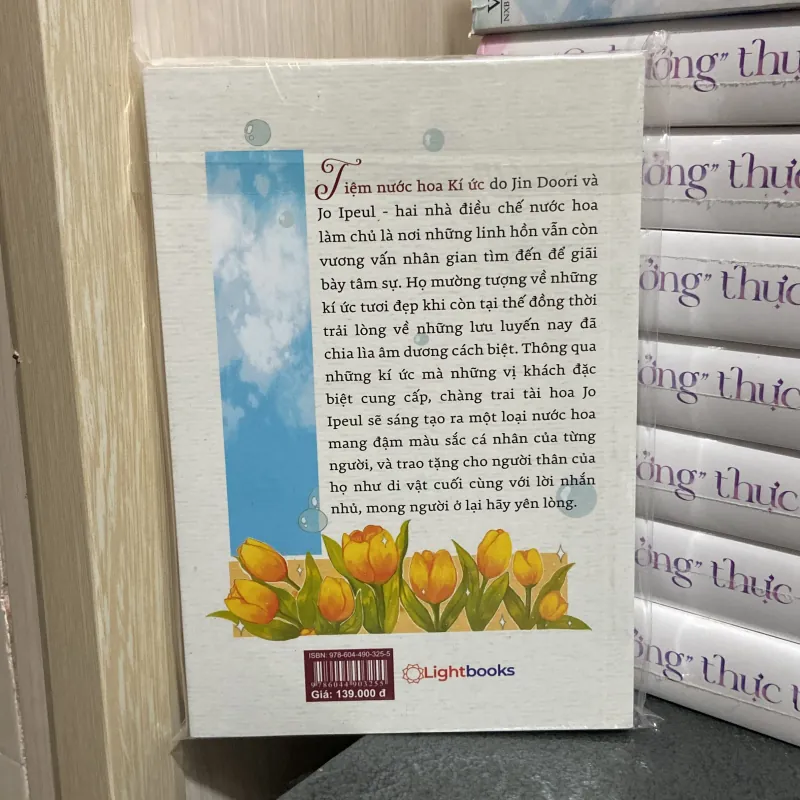 Tiệm nước hoa Kí ức do Jin Doori và
Jo Ipeul - hai nhà điều chế nước hoa
làm chủ là nơi những linh hồn vẫn còn
vương vấn nhân gian tìm đến để giãi
bày tâm sự. Họ mường tượng về những
kí ức tươi đẹp khi còn tại thế đồng thời
trải lòng về những lưu luyến nay đã
chia lìa âm dương cách biệt. Thông qua
những kí ức mà những vị khách đặc
biệt cung cấp, chàng trai tài hoa Jo
Ipeul sẽ sáng tạo ra một loại nước hoa
mang đậm màu sắc cá nhân của từng
người, và trao tặng cho người thân của
họ như di vật cuối cùng với lời nhắn
nhủ, mong người ở lại hãy yên lòng.
ISBN: 978-604-490-325-5
9786044903255
Giá: 139.000 đ
Lightbooks
NXB
ưởng" thự
ởng" thực
ởng" thực
ởng" thực
ởng" thực
ởng" thực
ởng" thực t